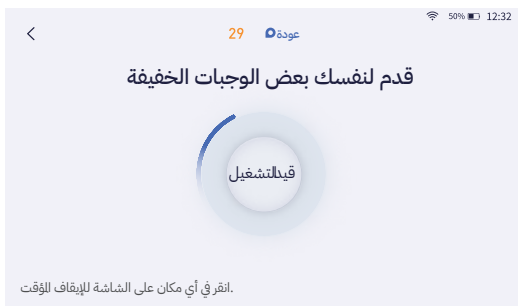 50% 12:32
عودة 29
قدم لنفسك بعض الوجبات الخفيفة
قيدالتشغيل
انقر في أي مكان على الشاشة للإيقاف المؤقت.